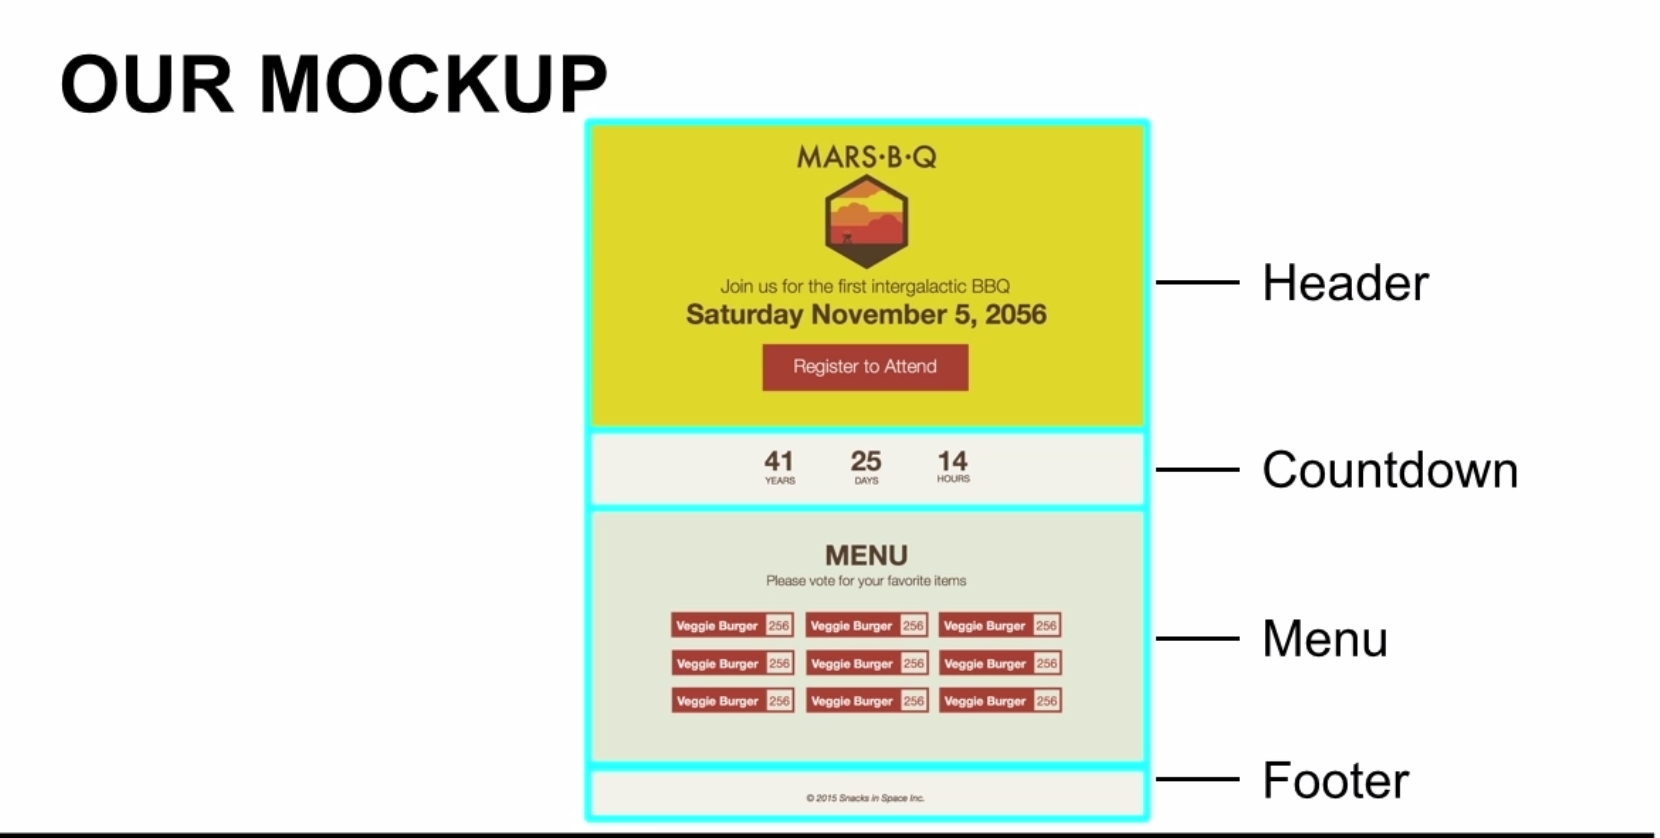 OUR MOCKUP
MARS·B·Q
Join us for the first intergalactic BBQ
Saturday November 5, 2056
Register to Attend
Header
41 25 14
YEARS DAYS HOURS
Countdown
MENU
Please vote for your favorite items
Veggie Burger 256 Veggie Burger 256 Veggie Burger 256
Veggie Burger 256 Veggie Burger 256 Veggie Burger 256
Veggie Burger 256 Veggie Burger 256 Veggie Burger 256
Menu
© 2015 Snacks in Space Inc.
Footer